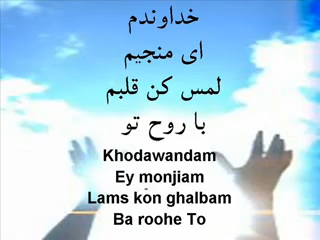 خداوندم
ای منجیم
لمس کن قلبم
با روح تو
Khodawandam
Ey monjiam
Lams kon ghalbam
Ba roohe To